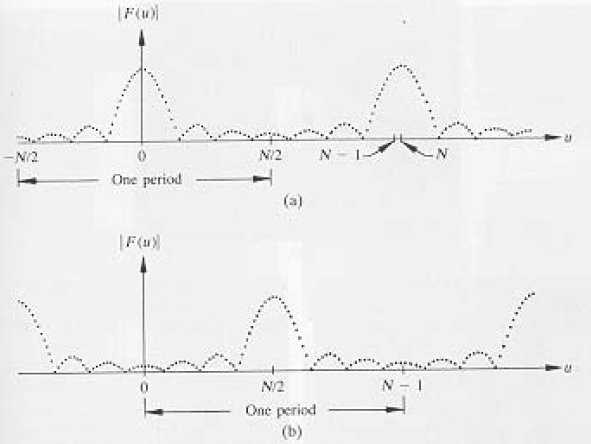 |F(u)|
u
−N/2
0
N/2
N − 1
N
One period
(a)
|F(u)|
u
0
N/2
N − 1
One period
(b)